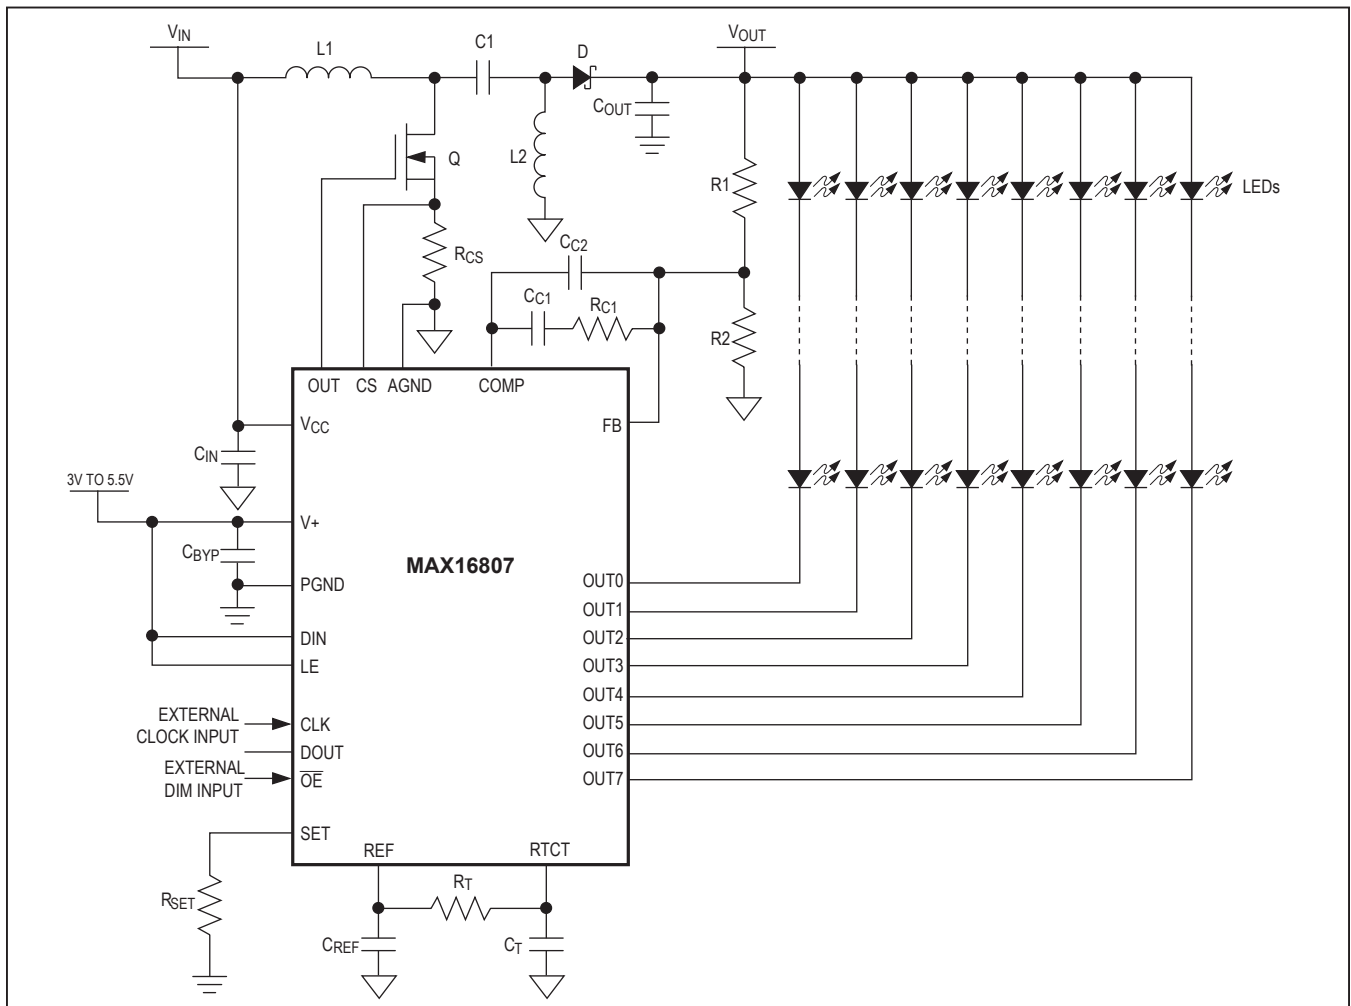 VIN
L1
C1
D
VOUT
COUT
Q
L2
R1
LEDs
RCS
CC2
CC1
RC1
R2
OUT
CS
AGND
COMP
VCC
FB
CIN
3V TO 5.5V
V+
CBYP
MAX16807
PGND
OUT0
OUT1
DIN
OUT2
LE
OUT3
OUT4
EXTERNAL
CLOCK INPUT
CLK
OUT5
DOUT
OUT6
EXTERNAL
DIM INPUT
OE
OUT7
SET
REF
RTCT
RSET
RT
CREF
CT